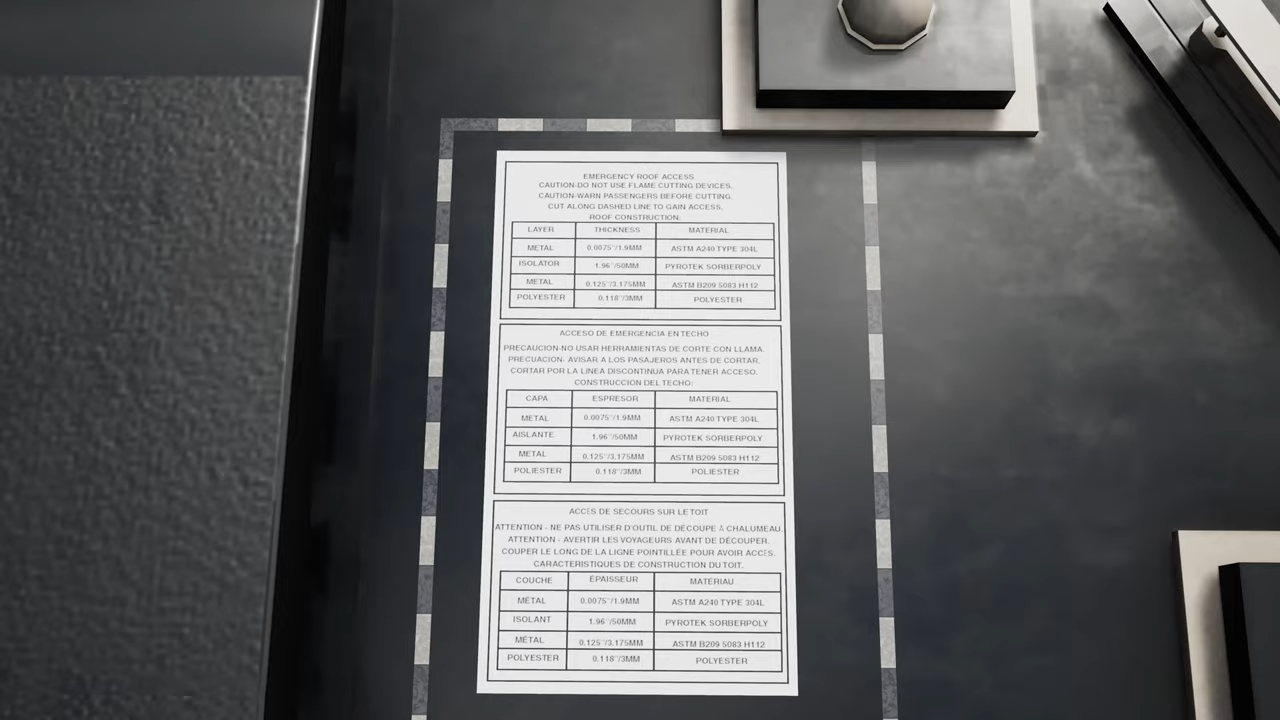 EMERGENCY ROOF ACCESS
CAUTION-DO NOT USE FLAME CUTTING DEVICES.
CAUTION-WARN PASSENGERS BEFORE CUTTING.
CUT ALONG DASHED LINE TO GAIN ACCESS.
ROOF CONSTRUCTION:
LAYER THICKNESS MATERIAL
METAL 0.0075"/1.9MM ASTM A240 TYPE 304L
ISOLATOR 1.96"/50MM PYROTEK SORBERPOLY
METAL 0.125"/3.175MM ASTM B209 5083 H112
POLYESTER 0.118"/3MM POLYESTER
ACCESO DE EMERGENCIA EN TECHO
PRECAUCION-NO USAR HERRAMIENTAS DE CORTE CON LLAMA.
PRECUACION- AVISAR A LOS PASAJEROS ANTES DE CORTAR.
CORTAR POR LA LINEA DISCONTINUA PARA TENER ACCESO.
CONSTRUCCION DEL TECHO:
CAPA ESPRESOR MATERIAL
METAL 0.0075"/1.9MM ASTM A240 TYPE 304L
AISLANTE 1.96"/50MM PYROTEK SORBERPOLY
METAL 0.125"/3.175MM ASTM B209 5083 H112
POLIESTER 0.118"/3MM POLIESTER
ACCÈS DE SECOURS SUR LE TOIT
ATTENTION - NE PAS UTILISER D'OUTIL DE DÉCOUPE À CHALUMEAU.
ATTENTION - AVERTIR LES VOYAGEURS AVANT DE DÉCOUPER.
COUPER LE LONG DE LA LIGNE POINTILLÉE POUR AVOIR ACCÈS.
CARACTERISTIQUES DE CONSTRUCTION DU TOIT.
COUCHE ÉPAISSEUR MATÉRIAU
MÉTAL 0.0075"/1.9MM ASTM A240 TYPE 304L
ISOLANT 1.96"/50MM PYROTEK SORBERPOLY
MÉTAL 0.125"/3.175MM ASTM B209 5083 H112
POLYESTER 0.118"/3MM POLYESTER